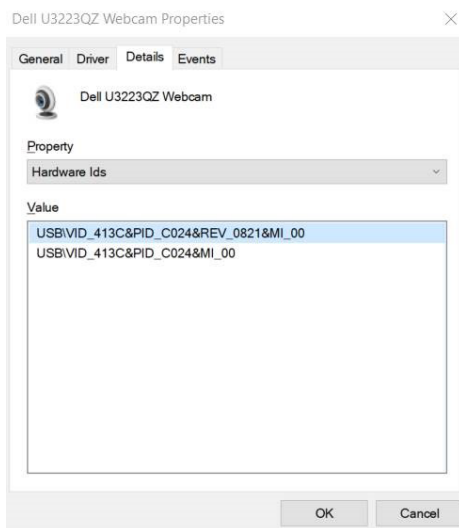 Dell U3223QZ Webcam Properties
General Driver Details Events
Dell U3223QZ Webcam
Property
Hardware Ids
Value
USB\VID_413C&PID_C024&REV_0821&MI_00
USB\VID_413C&PID_C024&MI_00
OK Cancel